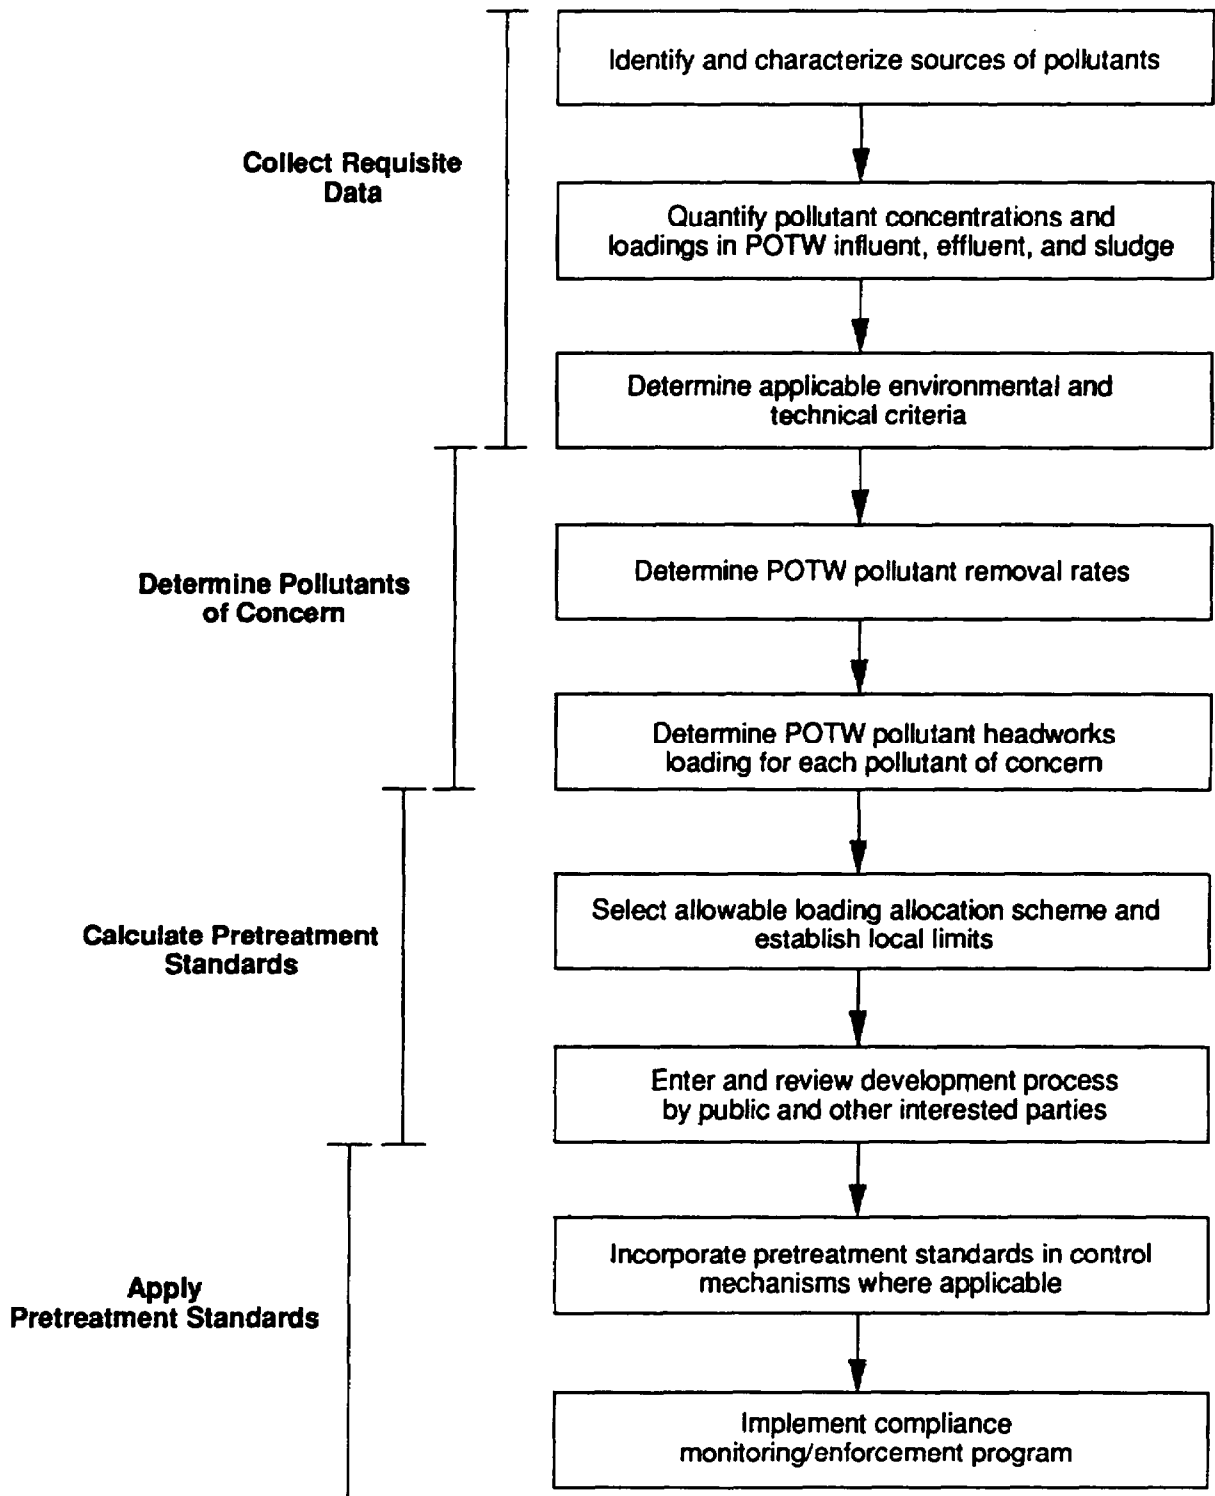 Identify and characterize sources of pollutants
Collect Requisite
Data
Quantify pollutant concentrations and
loadings in POTW influent, effluent, and sludge
Determine applicable environmental and
technical criteria
Determine Pollutants
of Concern
Determine POTW pollutant removal rates
Determine POTW pollutant headworks
loading for each pollutant of concern
Calculate Pretreatment
Standards
Select allowable loading allocation scheme and
establish local limits
Enter and review development process
by public and other interested parties
Apply
Pretreatment Standards
Incorporate pretreatment standards in control
mechanisms where applicable
Implement compliance
monitoring/enforcement program